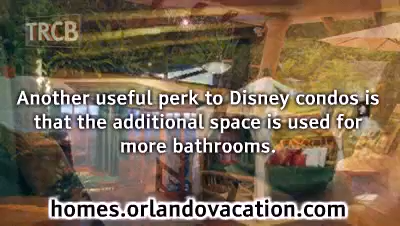 TRCB
Another useful perk to Disney condos is
that the additional space is used for
more bathrooms.
homes.orlandovacation.com